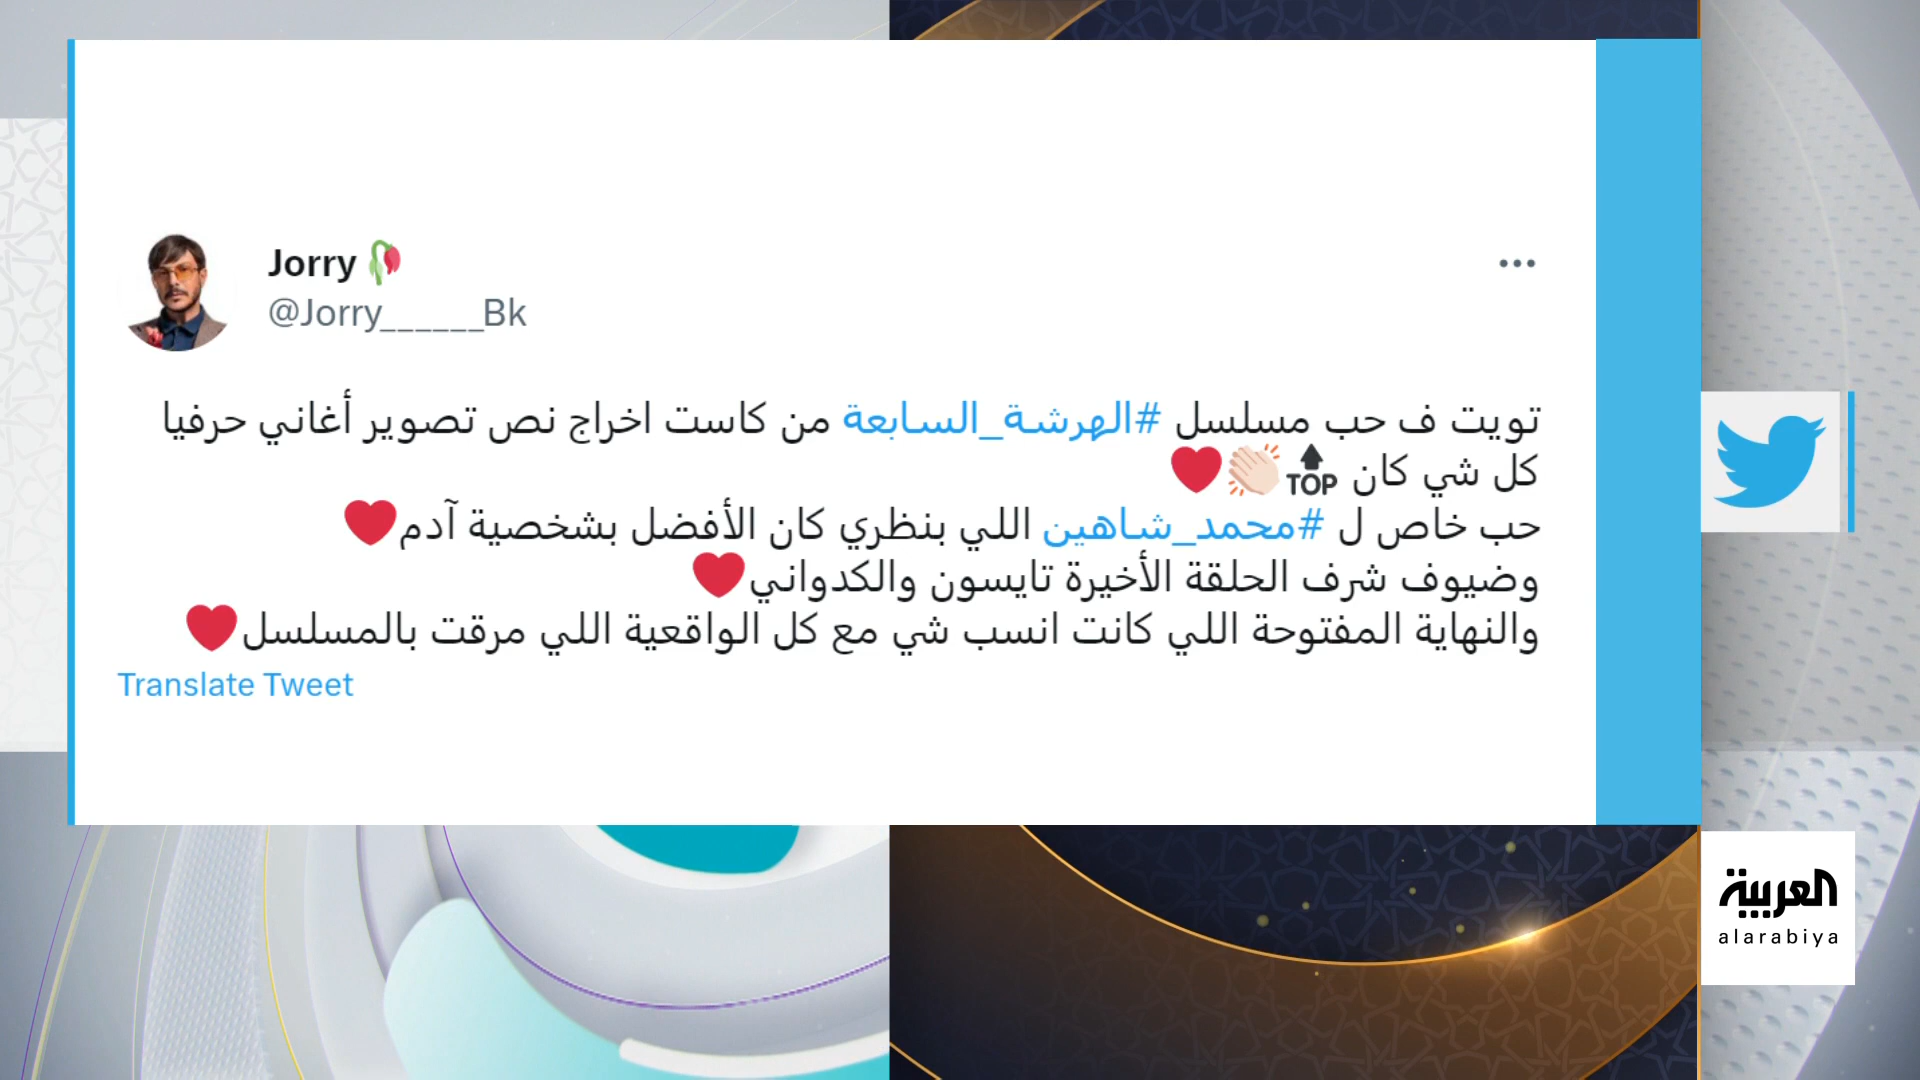 Jorry 🥀
@Jorry______Bk
تويت ف حب مسلسل #الهرشة_السابعة من كاست اخراج نص تصوير أغاني حرفيا
كل شي كان 🔝👏🏻❤️
حب خاص ل #محمد_شاهين اللي بنظري كان الأفضل بشخصية آدم❤️
وضيوف شرف الحلقة الأخيرة تايسون والكدواني❤️
والنهاية المفتوحة اللي كانت انسب شي مع كل الواقعية اللي مرقت بالمسلسل❤️
Translate Tweet
العربية
alarabiya